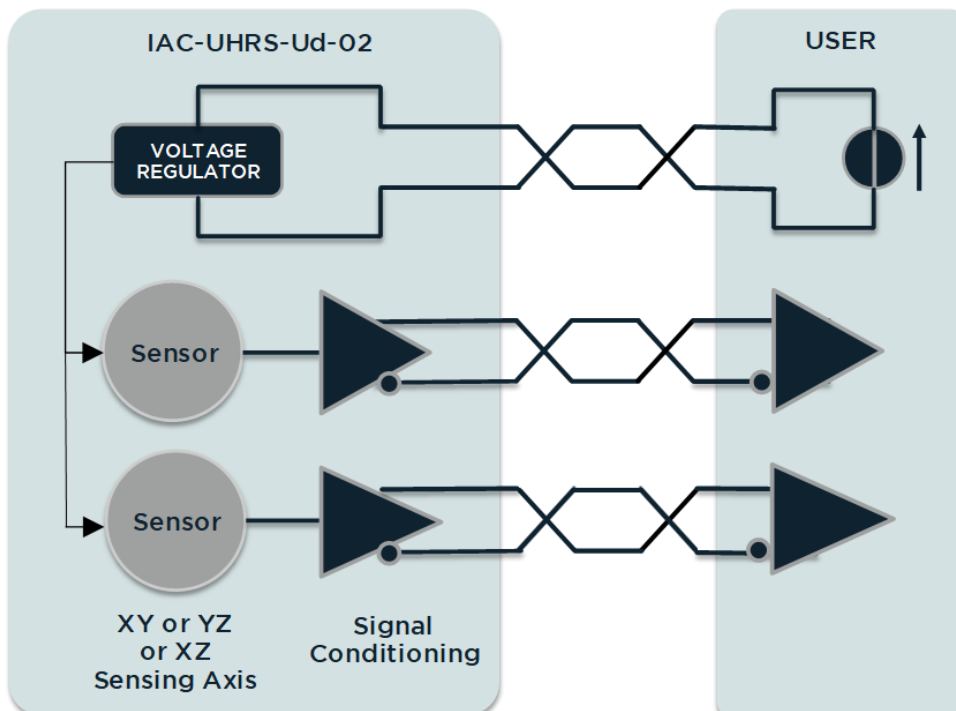 IAC-UHRS-Ud-02
USER
VOLTAGE
REGULATOR
Sensor
Sensor
XY or YZ
or XZ
Sensing Axis
Signal
Conditioning